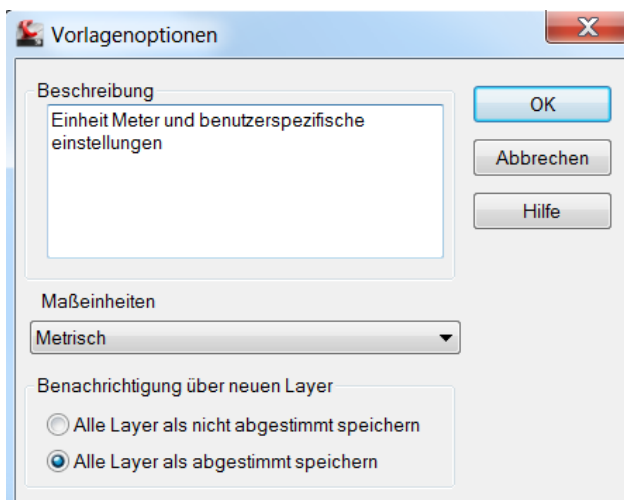 Vorlagenoptionen
Beschreibung
Einheit Meter und benutzerspezifische
einstellungen
OK
Abbrechen
Hilfe
Maßeinheiten
Metrisch
Benachrichtigung über neuen Layer
Alle Layer als nicht abgestimmt speichern
Alle Layer als abgestimmt speichern